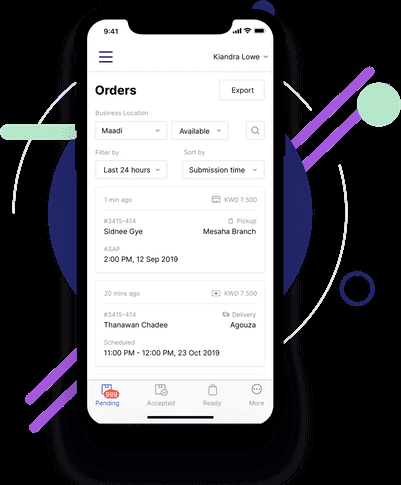 9:41
Kiandra Lowe
Orders
Export
Business Location
Maadi
Available
Filter by
Sort by
Last 24 hours
Submission time
1 min ago
KWD 7.500
#3415-414
Pickup
Sidnee Gye
Mesaha Branch
ASAP
2:00 PM, 12 Sep 2019
20 mins ago
KWD 7.500
#3415-414
Delivery
Thanawan Chadee
Agouza
Scheduled
11:00 PM - 12:00 PM, 23 Oct 2019
999
Pending
Accepted
Ready
More